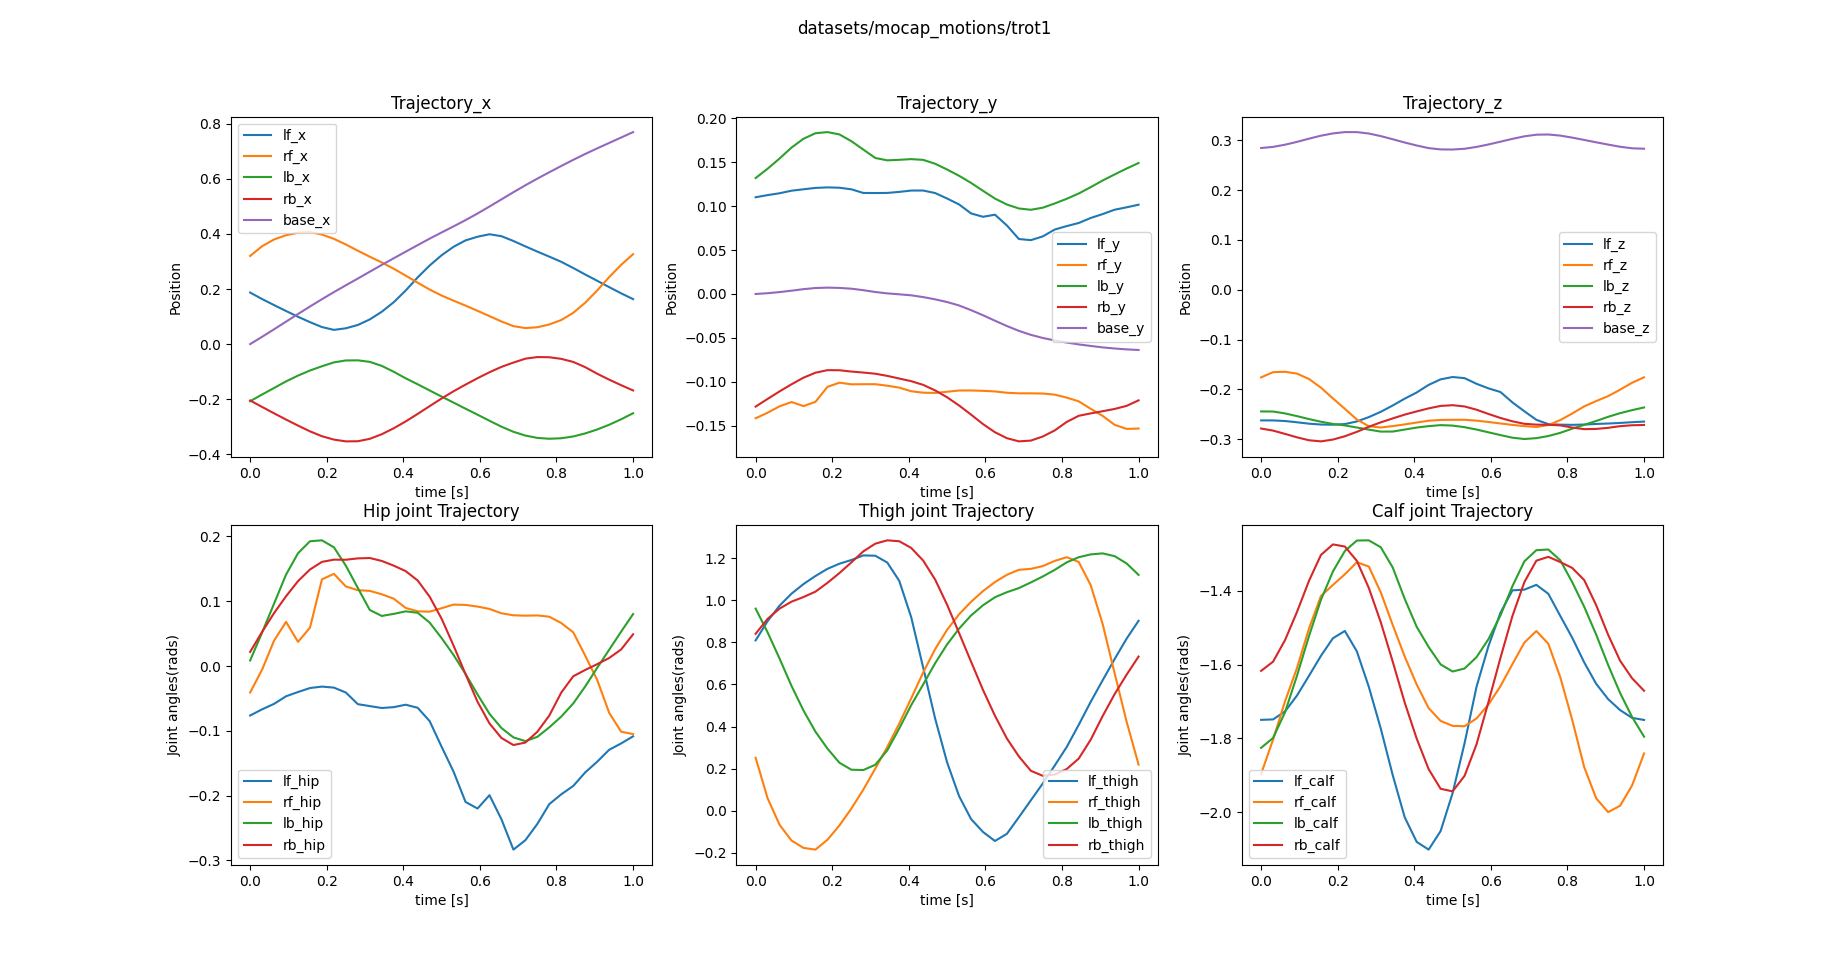 datasets/mocap_motions/trot1
Trajectory_x
Position
0.8
0.6
0.4
0.2
0.0
−0.2
−0.4
lf_x
rf_x
lb_x
rb_x
base_x
0.0 0.2 0.4 0.6 0.8 1.0
time [s]
Trajectory_y
Position
0.20
0.15
0.10
0.05
0.00
−0.05
−0.10
−0.15
lf_y
rf_y
lb_y
rb_y
base_y
0.0 0.2 0.4 0.6 0.8 1.0
time [s]
Trajectory_z
Position
0.3
0.2
0.1
0.0
−0.1
−0.2
−0.3
lf_z
rf_z
lb_z
rb_z
base_z
0.0 0.2 0.4 0.6 0.8 1.0
time [s]
Hip joint Trajectory
Joint angles(rads)
0.2
0.1
0.0
−0.1
−0.2
−0.3
lf_hip
rf_hip
lb_hip
rb_hip
0.0 0.2 0.4 0.6 0.8 1.0
time [s]
Thigh joint Trajectory
Joint angles(rads)
1.2
1.0
0.8
0.6
0.4
0.2
0.0
−0.2
lf_thigh
rf_thigh
lb_thigh
rb_thigh
0.0 0.2 0.4 0.6 0.8 1.0
time [s]
Calf joint Trajectory
Joint angles(rads)
−1.4
−1.6
−1.8
−2.0
lf_calf
rf_calf
lb_calf
rb_calf
0.0 0.2 0.4 0.6 0.8 1.0
time [s]